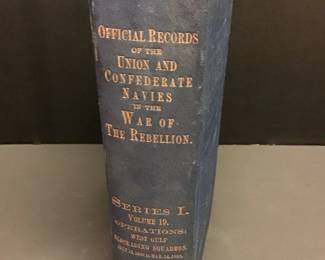 OFFICIAL RECORDS
OF THE
UNION AND
CONFEDERATE
NAVIES
IN THE
WAR OF
THE REBELLION.
SERIES I.
VOLUME 19.
OPERATIONS:
WEST GULF
BLOCKADING SQUADRON.